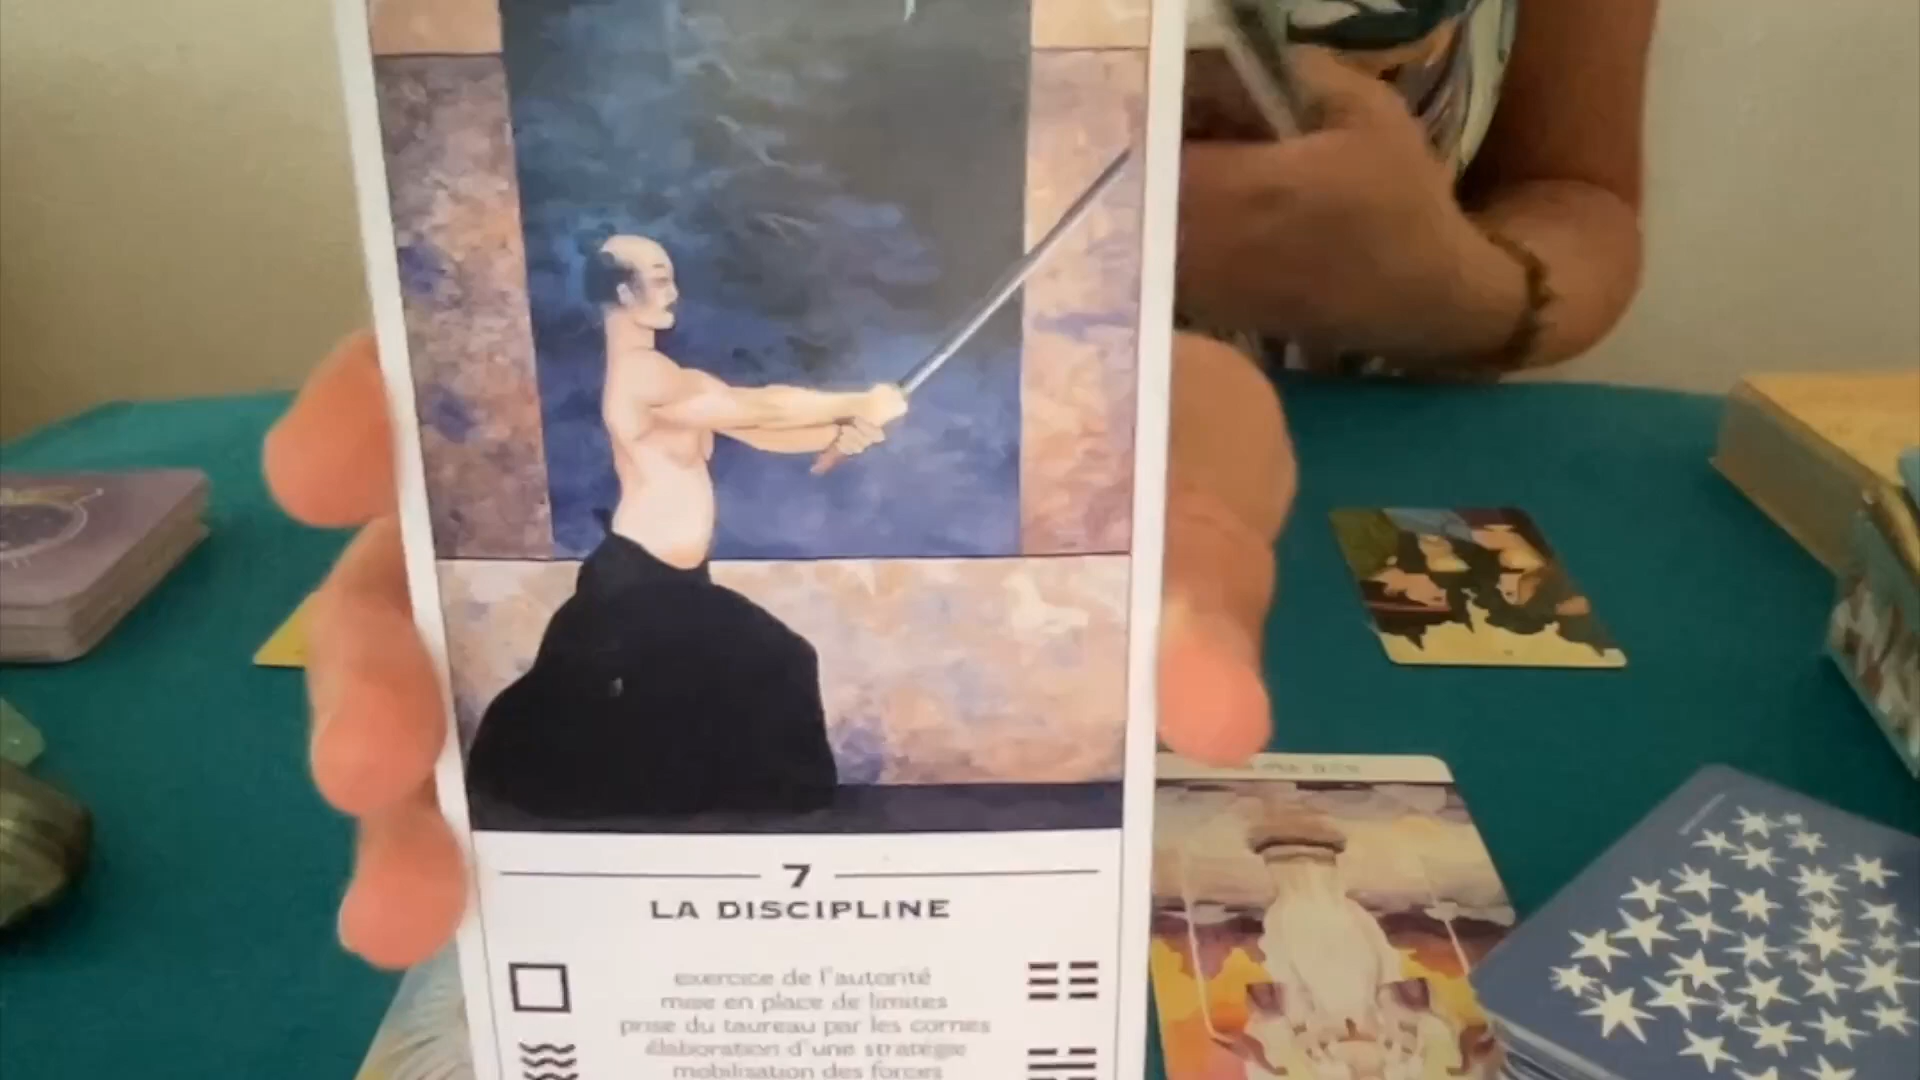 7
LA DISCIPLINE
exercice de l'autorité
mise en place de limites
prise du taureau par les cornes
élaboration d'une stratégie
mobilisation des forces